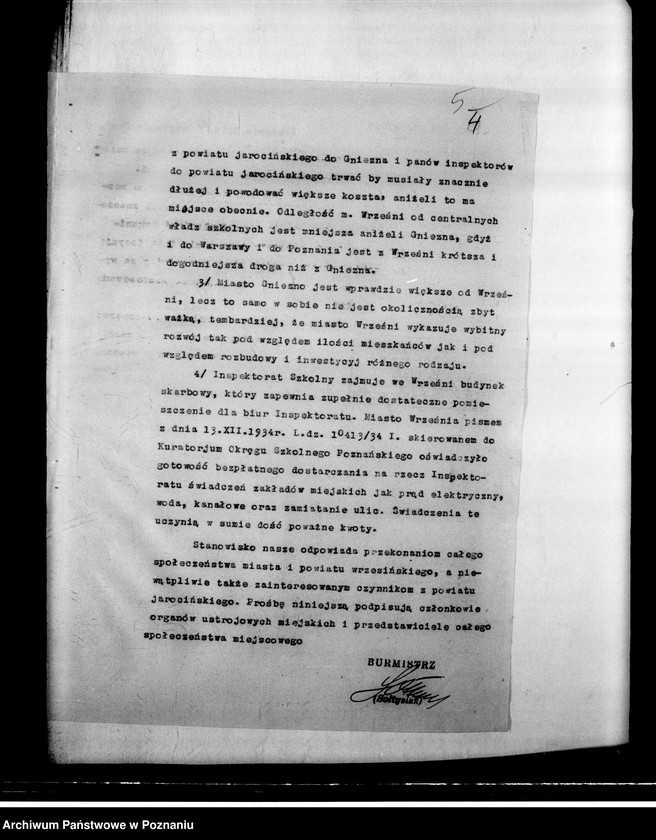 5
4
z powiatu jarocińskiego do Gniezna i panów inspektorów
do powiatu jarocińskiego trwać by musiały znacznie
dłużej i powodować większe koszta, aniżeli to ma
miejsce obecnie. Odległość m. Wrześni od centralnych
władz szkolnych jest mniejsza aniżeli Gniezna, gdyż
i do Warszawy i do Poznania jest z Wrześni krótsza i
dogodniejsza droga niż z Gniezna.
3/ Miasto Gniezno jest wprawdzie większe od Wrześ-
ni, lecz to samo w sobie nie jest okolicznością zbyt
ważką, tembardziej, że miasto Wrześni wykazuje wybitny
rozwój tak pod względem ilości mieszkańców jak i pod
względem rozbudowy i inwestycyj różnego rodzaju.
4/ Inspektorat Szkolny zajmuje we Wrześni budynek
skarbowy, który zapewnia zupełnie dostateczne pomie-
szczenie dla biur Inspektoratu. Miasto Września pismem
z dnia 13.XII.1934r. L.dz. 10413/34 I. skierowanem do
Kuratorjum Okręgu Szkolnego Poznańskiego oświadczyło
gotowość bezpłatnego dostarczania na rzecz Inspekto-
ratu świadczeń zakładów miejskich jak prąd elektryczny,
woda, kanałowe oraz zamiatanie ulic. Świadczenia te
uczynią w sumie dość poważne kwoty.
Stanowisko nasze odpowiada przekonaniom całego
społeczeństwa miasta i powiatu wrzesińskiego, a nie-
wątpliwie także zainteresowanym czynnikom z powiatu
jarocińskiego. Prośbę niniejszą podpisują członkowie
organów ustrojowych miejskich i przedstawiciele całego
społeczeństwa miejscowego
BURMISTRZ
(Sołtysiak)
Archiwum Państwowe w Poznaniu